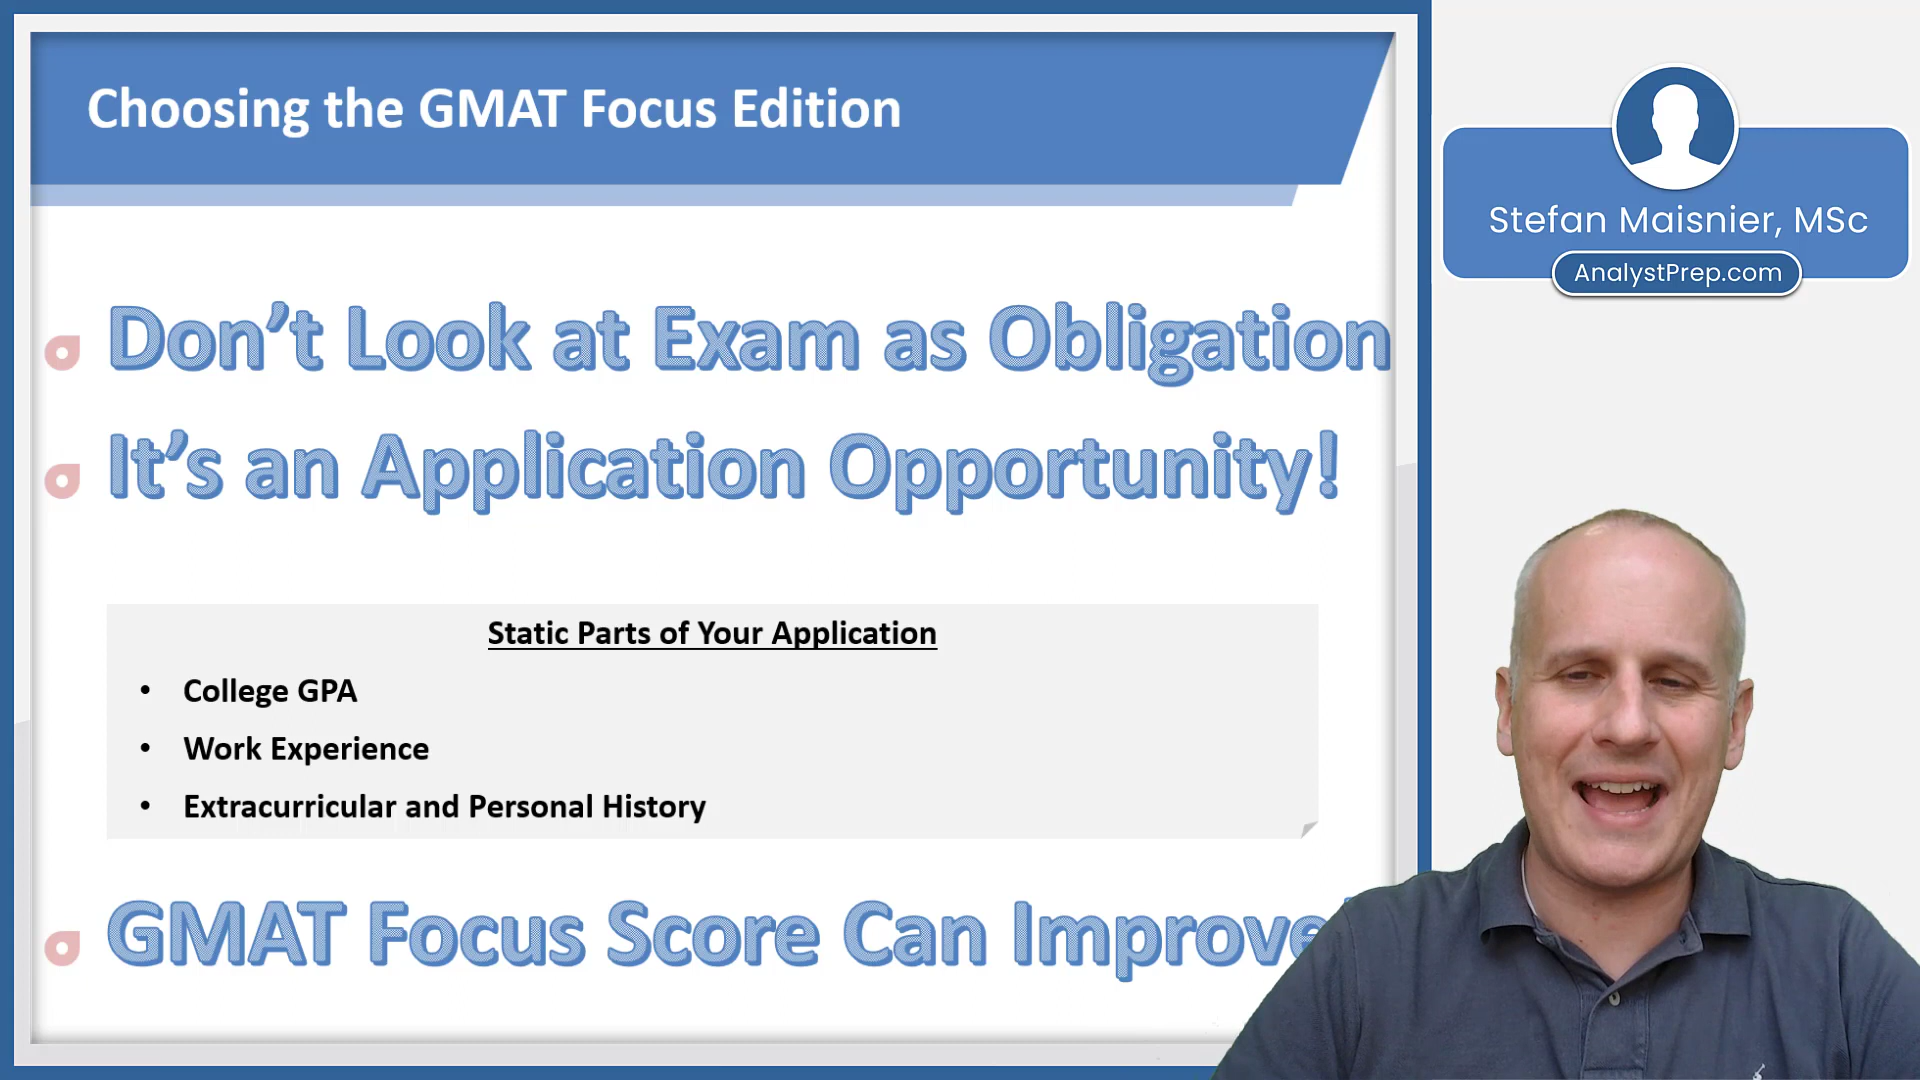 Choosing the GMAT Focus Edition
Don’t Look at Exam as Obligation
It’s an Application Opportunity!
Static Parts of Your Application
• College GPA
• Work Experience
• Extracurricular and Personal History
GMAT Focus Score Can Improve
Stefan Maisnier, MSc
AnalystPrep.com